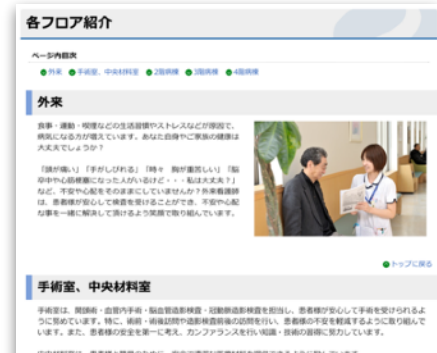 各フロア紹介
ページ内目次
外来 手術室、中央材料室 2階病棟 3階病棟 4階病棟
外来
食事・運動・喫煙などの生活習慣やストレスなどが原因で、
病気になる方が増えています。あなた自身やご家族の健康は
大丈夫でしょうか？
「頭が痛い」「手がしびれる」「時々　胸が重苦しい」「脳
卒中や心筋梗塞になった人がいるけど・・・私は大丈夫？」
など、不安や心配をそのままにしていませんか？外来看護師
は、患者様が安心して検査を受けることができ、不安や心配
な事を一緒に解決して頂けるよう笑顔で取り組んでいます。
トップに戻る
手術室、中央材料室
手術室は、開頭術・血管内手術・脳血管造影検査・冠動脈造影検査を担当し、患者様が安心して手術を受けられるよ
うに努めています。特に、術前・術後訪問や造影検査前後の訪問を行い、患者様の不安を軽減するように取り組んで
います。また、患者様の安全を第一に考え、カンファランスを行い知識・技術の習得に努力しています。